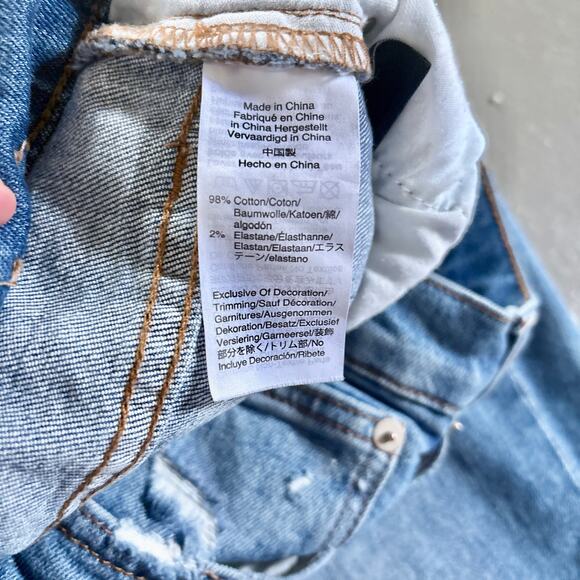 Made in China
Fabriqué en Chine
in China Hergestellt
Vervaardigd in China
中国製
Hecho en China
98% Cotton/Coton/
Baumwolle/Katoen/綿/
algodón
2% Elastane/Élasthanne/
Elastan/Elastaan/エラス
テーン/elastano
Exclusive Of Decoration/
Trimming/Sauf Décoration/
Garnitures/Ausgenommen
Dekoration/Besatz/Exclusief
Versiering/Garneerset/装飾
部分を除く/トリム部/No
Incluye Decoración/Ribete